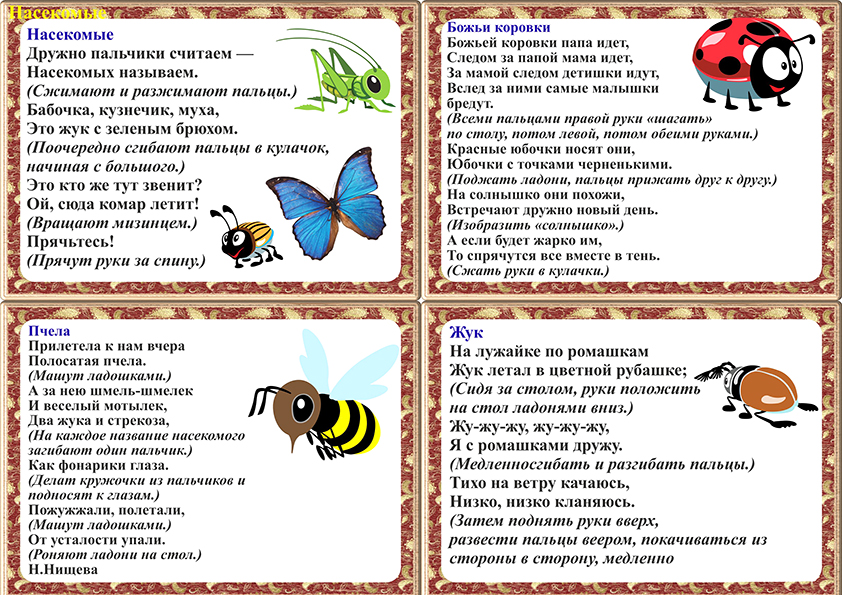 Насекомые
Насекомые
Дружно пальчики считаем —
Насекомых называем.
(Сжимают и разжимают пальцы.)
Бабочка, кузнечик, муха,
Это жук с зеленым брюхом.
(Поочередно сгибают пальцы в кулачок,
начиная с большого.)
Это кто же тут звенит?
Ой, сюда комар летит!
(Вращают мизинцем.)
Прячьтесь!
(Прячут руки за спину.)
Божьи коровки
Божьей коровки папа идет,
Следом за папой мама идет,
За мамой следом детишки идут,
Вслед за ними самые малышки
бредут.
(Всеми пальцами правой руки «шагать»
по столу, потом левой, потом обеими руками.)
Красные юбочки носят они,
Юбочки с точками черненькими.
(Поджать ладони, пальцы прижать друг к другу.)
На солнышко они похожи,
Встречают дружно новый день.
(Изобразить «солнышко».)
А если будет жарко им,
То спрячутся все вместе в тень.
(Сжать руки в кулачки.)
Пчела
Прилетела к нам вчера
Полосатая пчела.
(Машут ладошками.)
А за нею шмель-шмелек
И веселый мотылек,
Два жука и стрекоза,
(На каждое название насекомого
загибают один пальчик.)
Как фонарики глаза.
(Делат кружочки из пальчиков и
подносят к глазам.)
Пожужжали, полетали,
(Машут ладошками.)
От усталости упали.
(Роняют ладони на стол.)
Н.Нищева
Жук
На лужайке по ромашкам
Жук летал в цветной рубашке;
(Сидя за столом, руки положить
на стол ладонями вниз.)
Жу-жу-жу, жу-жу-жу,
Я с ромашками дружу.
(Медленносгибать и разгибать пальцы.)
Тихо на ветру качаюсь,
Низко, низко кланяюсь.
(Затем поднять руки вверх,
развести пальцы веером, покачиваться из
стороны в сторону, медленно